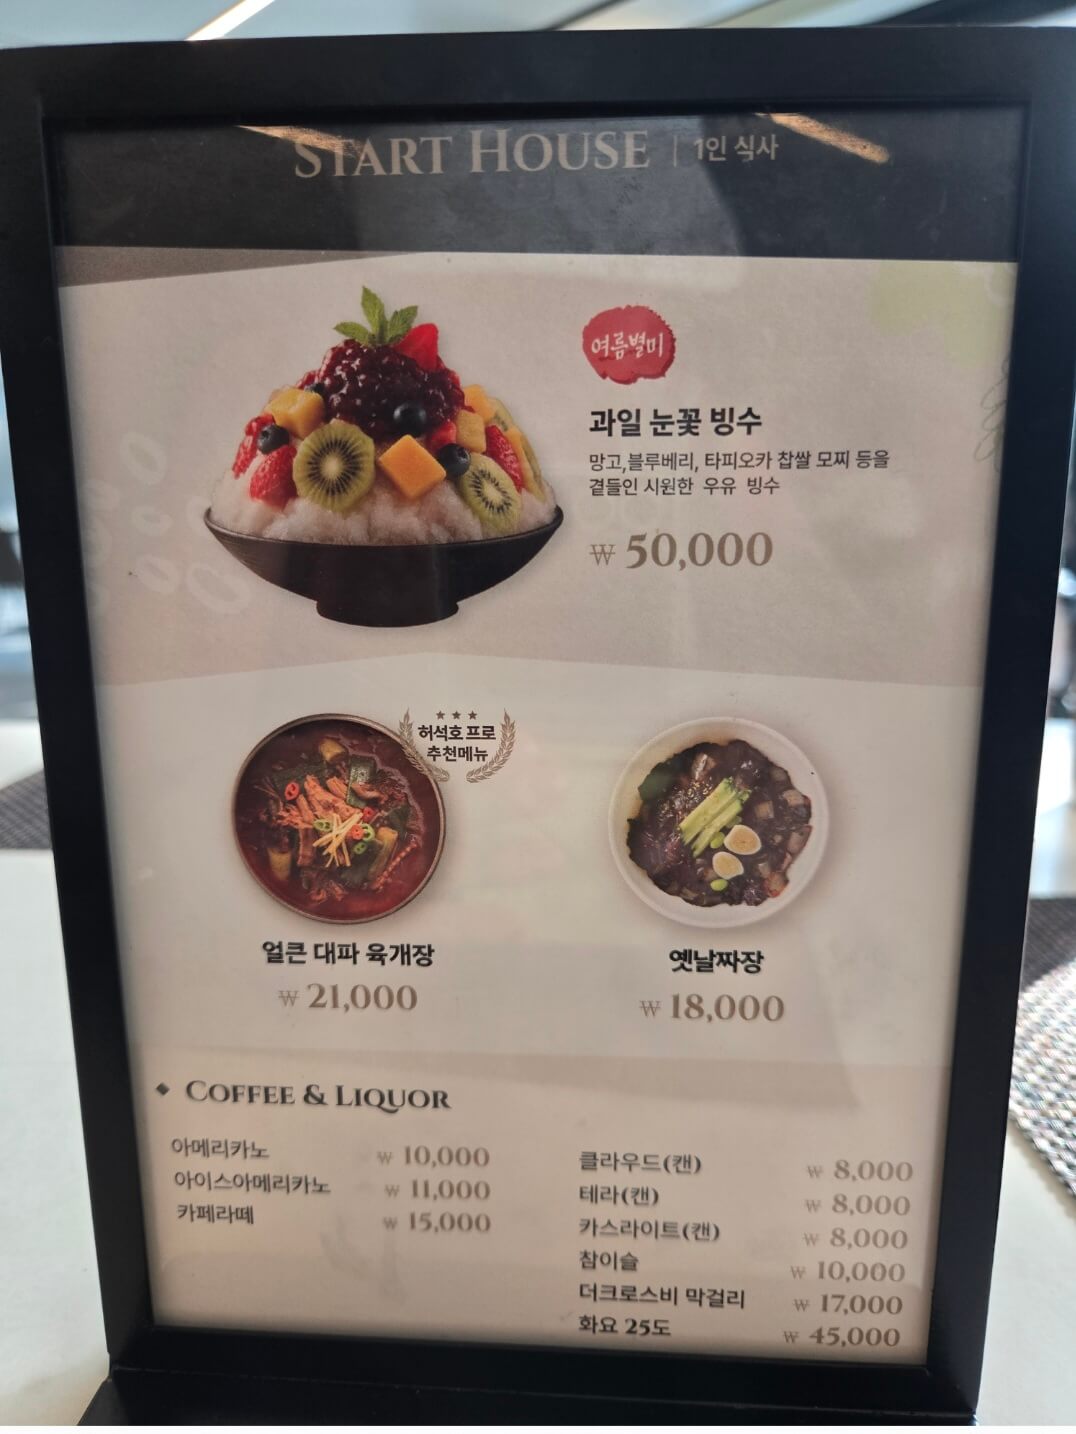 START HOUSE | 1인 식사
여름별미
과일 눈꽃 빙수
망고,블루베리, 타피오카 찹쌀 모찌 등을
곁들인 시원한 우유 빙수
₩ 50,000
허석호 프로
추천메뉴
얼큰 대파 육개장
₩ 21,000
옛날짜장
₩ 18,000
COFFEE & LIQUOR
아메리카노 ₩ 10,000
아이스아메리카노 ₩ 11,000
카페라떼 ₩ 15,000
클라우드(캔) ₩ 8,000
테라(캔) ₩ 8,000
카스라이트(캔) ₩ 8,000
참이슬 ₩ 10,000
더크로스비 막걸리 ₩ 17,000
화요 25도 ₩ 45,000